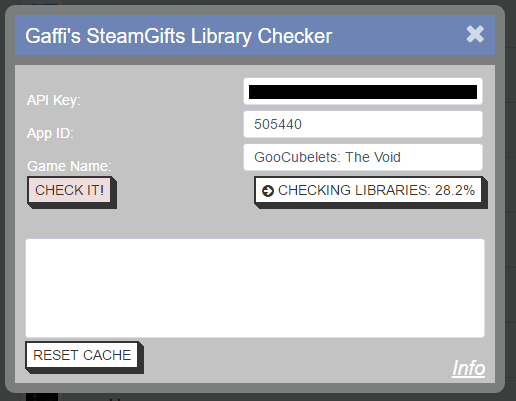 Gaffi's SteamGifts Library Checker
API Key:
App ID: 505440
Game Name: GooCubelets: The Void
CHECK IT! CHECKING LIBRARIES: 28.2%
RESET CACHE
Info